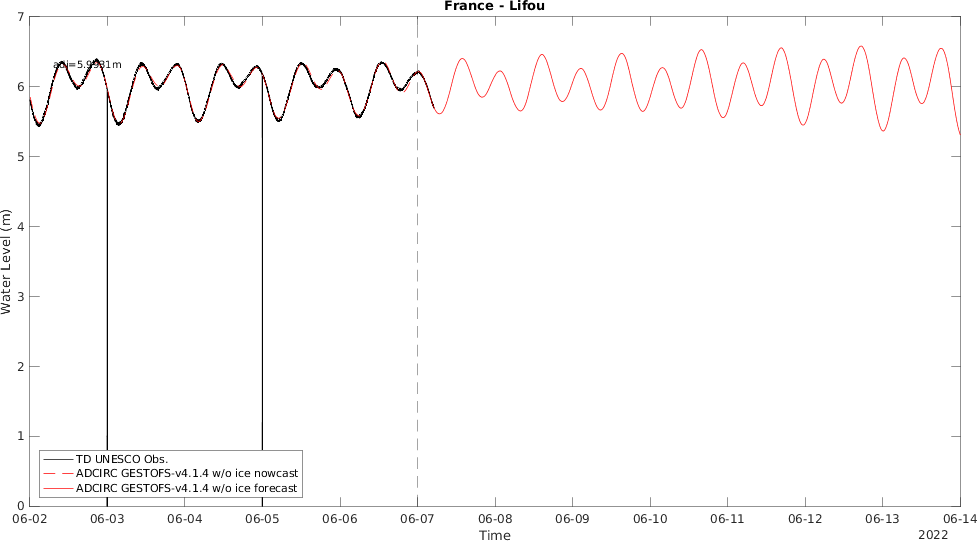 France - Lifou
7
6
5
4
3
2
1
0
Water Level (m)
TD UNESCO Obs.
ADCIRC GESTOFS-v4.1.4 w/o ice nowcast
ADCIRC GESTOFS-v4.1.4 w/o ice forecast
06-02 06-03 06-04 06-05 06-06 06-07 06-08 06-09 06-10 06-11 06-12 06-13 06-14
Time
2022